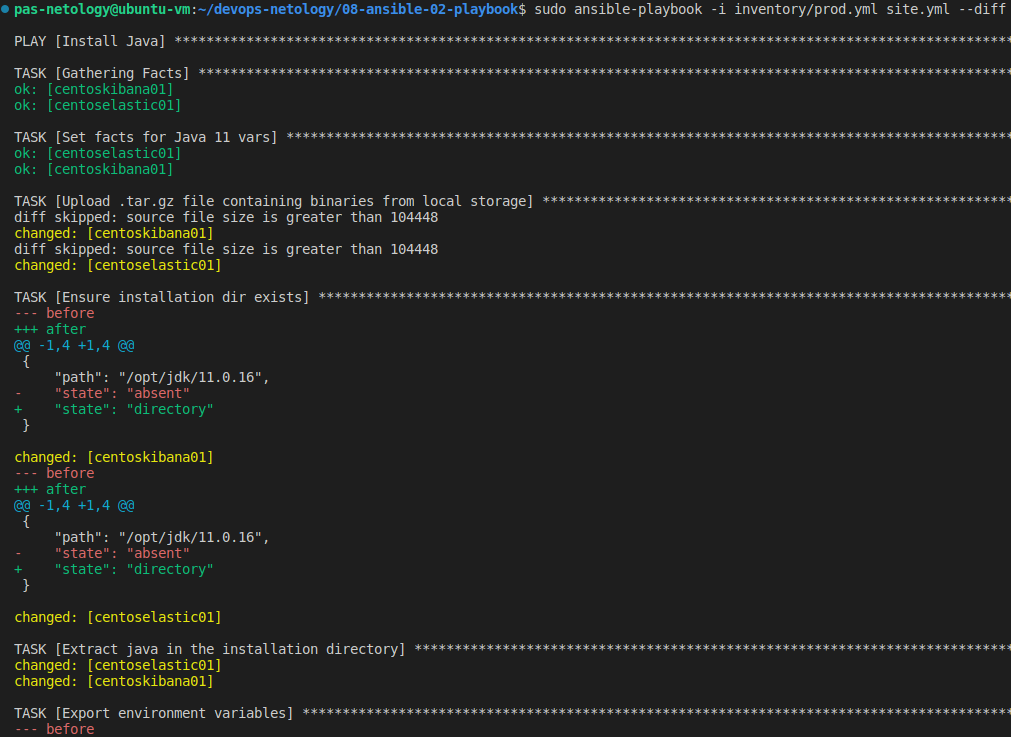 pas-netology@ubuntu-vm:~/devops-netology/08-ansible-02-playbook$ sudo ansible-playbook -i inventory/prod.yml site.yml --diff
PLAY [Install Java] ********************************************************************************************************
TASK [Gathering Facts] *****************************************************************************************************
ok: [centoskibana01]
ok: [centoselastic01]
TASK [Set facts for Java 11 vars] ******************************************************************************************
ok: [centoselastic01]
ok: [centoskibana01]
TASK [Upload .tar.gz file containing binaries from local storage] **********************************************************
diff skipped: source file size is greater than 104448
changed: [centoskibana01]
diff skipped: source file size is greater than 104448
changed: [centoselastic01]
TASK [Ensure installation dir exists] **************************************************************************************
--- before
+++ after
@@ -1,4 +1,4 @@
 {
     "path": "/opt/jdk/11.0.16",
-    "state": "absent"
+    "state": "directory"
 }
changed: [centoskibana01]
--- before
+++ after
@@ -1,4 +1,4 @@
 {
     "path": "/opt/jdk/11.0.16",
-    "state": "absent"
+    "state": "directory"
 }
changed: [centoselastic01]
TASK [Extract java in the installation directory] **************************************************************************
changed: [centoselastic01]
changed: [centoskibana01]
TASK [Export environment variables] ****************************************************************************************
--- before